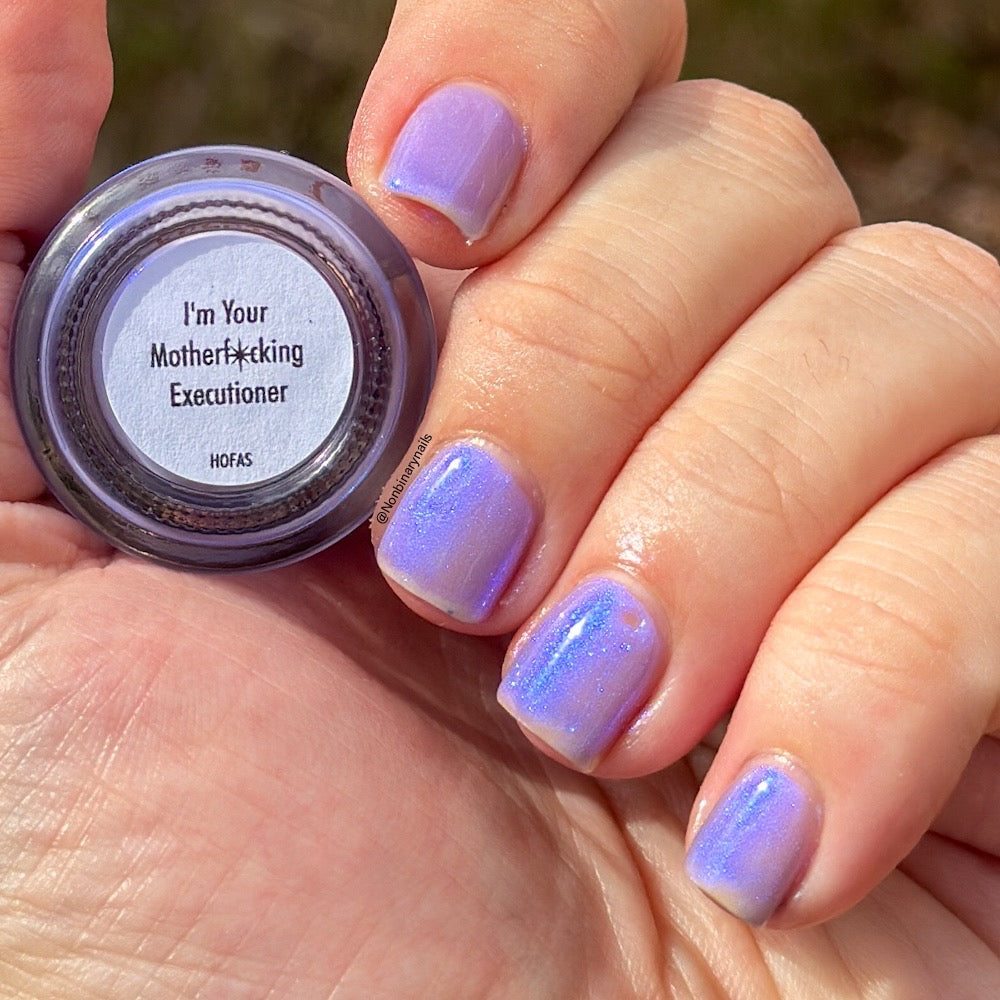 I'm Your
Motherf✷cking
Executioner
HOFAS
@Nonbinarynails